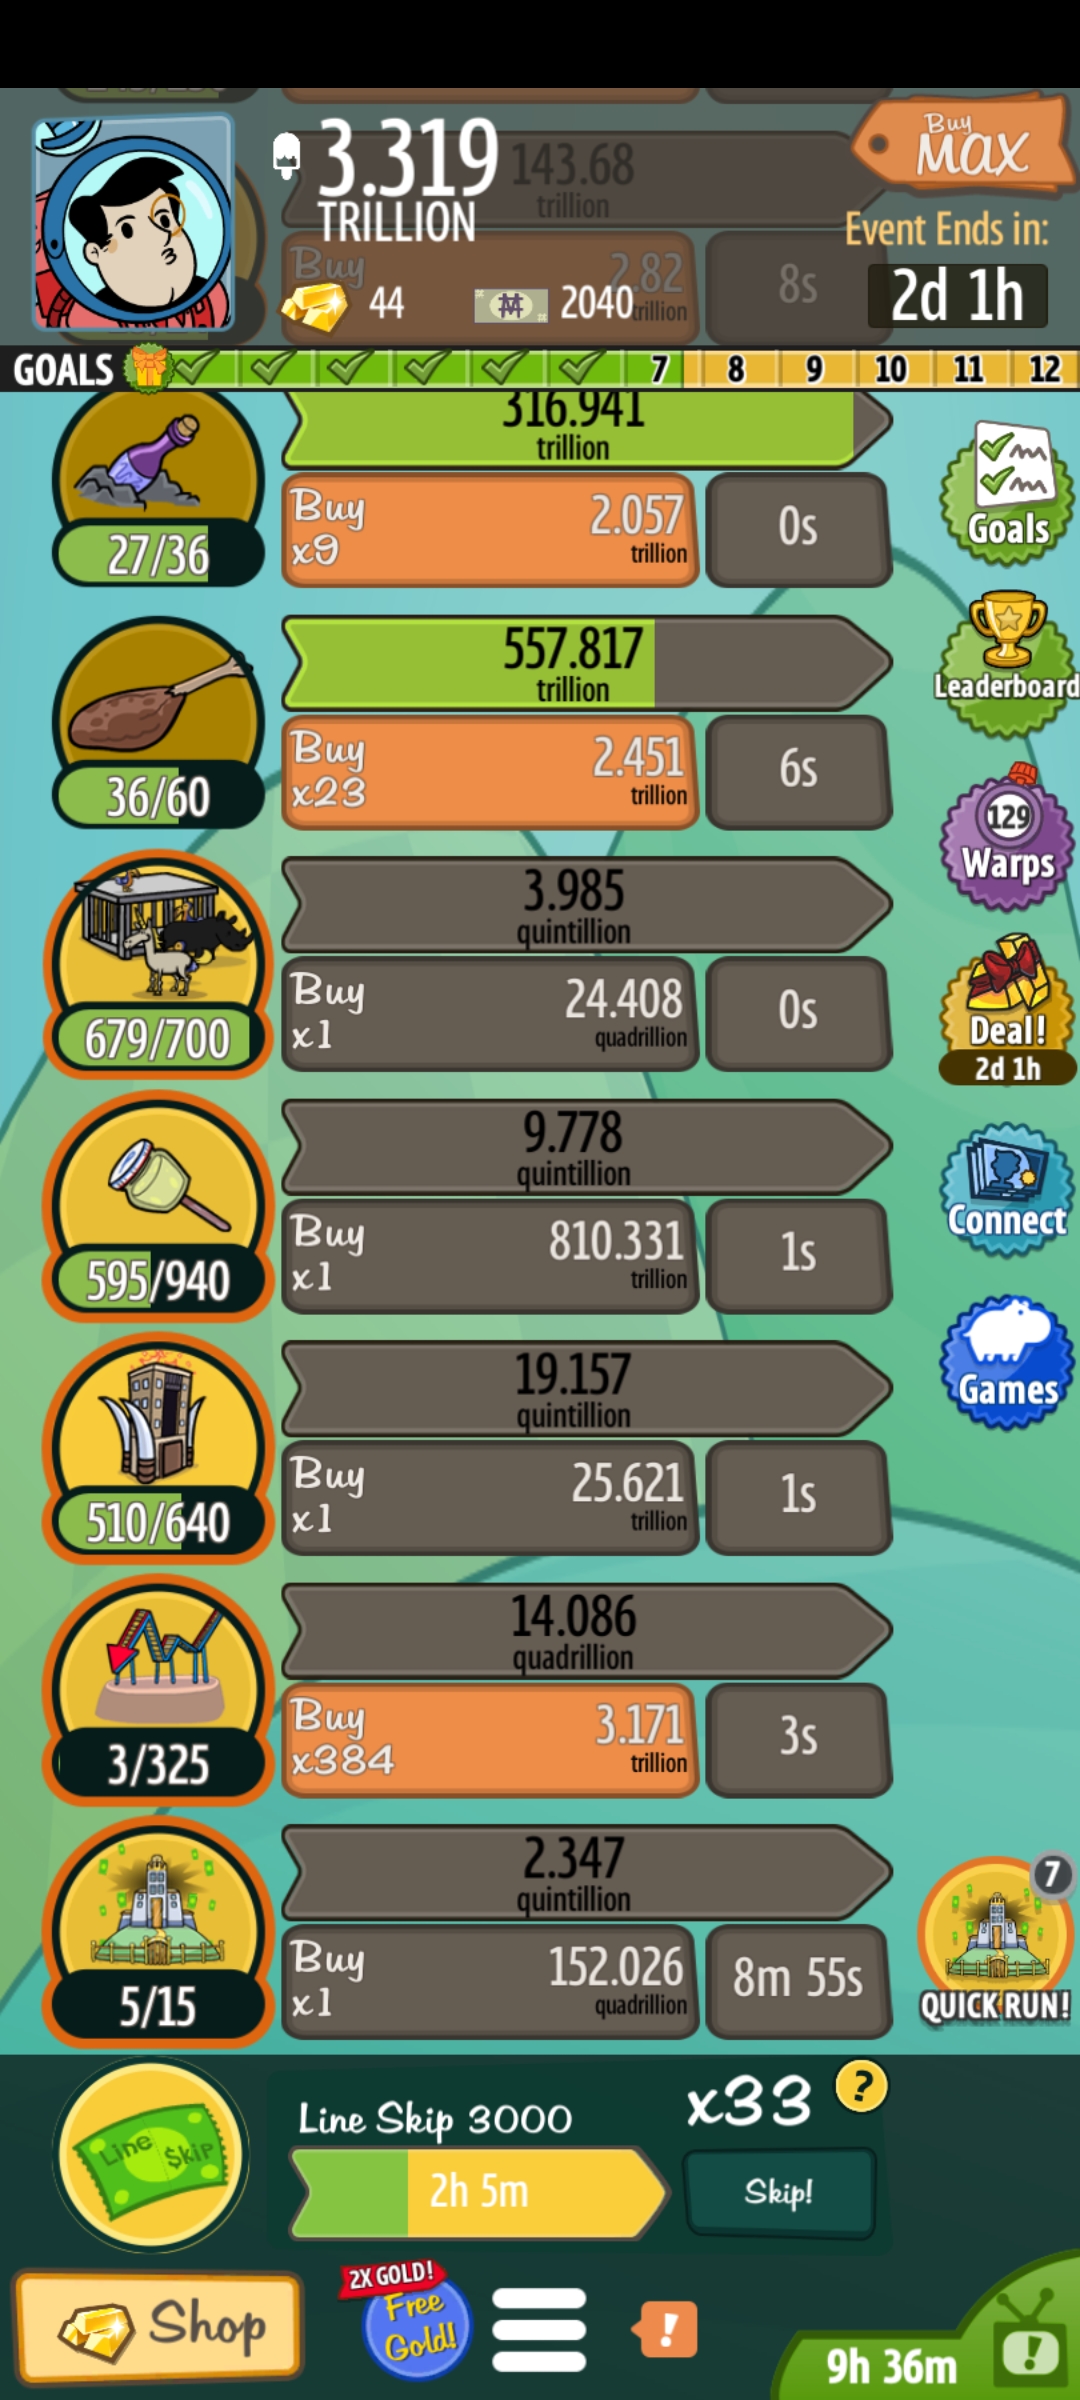 Buy
MAX
3.319
143.68
TRILLION
trillion
Event Ends in:
2d 1h
Buy
2.82
trillion
8s
44
2040
GOALS
7
8
9
10
11
12
316.941
trillion
27/36
Buy
x9
2.057
trillion
0s
Goals
557.817
trillion
36/60
Buy
x23
2.451
trillion
6s
Leaderboard
129
Warps
3.985
quintillion
679/700
Buy
x1
24.408
quadrillion
0s
Deal!
2d 1h
9.778
quintillion
595/940
Buy
x1
810.331
trillion
1s
Connect
19.157
quintillion
510/640
Buy
x1
25.621
trillion
1s
Games
14.086
quadrillion
3/325
Buy
x384
3.171
trillion
3s
2.347
quintillion
5/15
Buy
x1
152.026
quadrillion
8m 55s
7
QUICK RUN!
Line Skip
Line Skip 3000
x33
?
2h 5m
Skip!
Shop
2X GOLD!
Free
Gold!
!
9h 36m
!